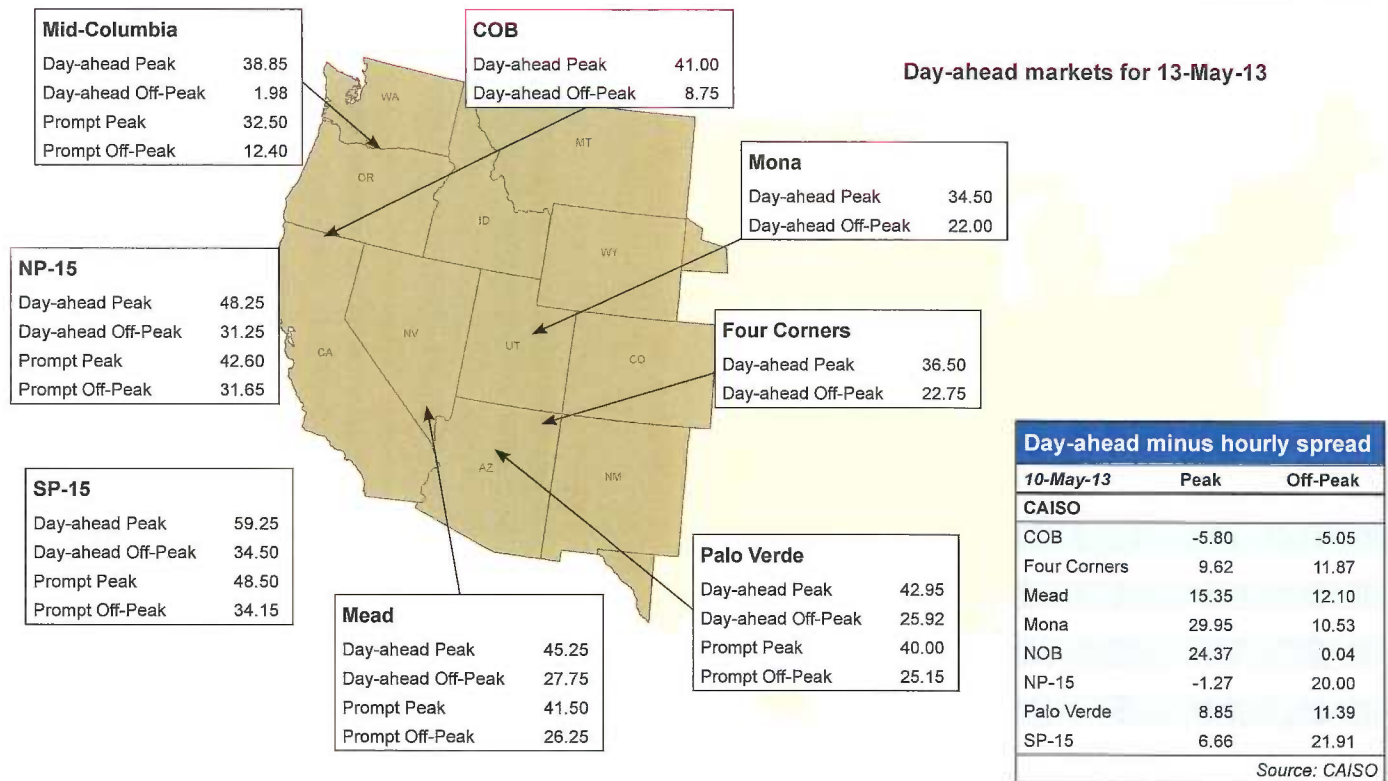 Day-ahead markets for 13-May-13
Mid-Columbia
Day-ahead Peak 38.85
Day-ahead Off-Peak 1.98
Prompt Peak 32.50
Prompt Off-Peak 12.40
COB
Day-ahead Peak 41.00
Day-ahead Off-Peak 8.75
Mona
Day-ahead Peak 34.50
Day-ahead Off-Peak 22.00
NP-15
Day-ahead Peak 48.25
Day-ahead Off-Peak 31.25
Prompt Peak 42.60
Prompt Off-Peak 31.65
Four Corners
Day-ahead Peak 36.50
Day-ahead Off-Peak 22.75
SP-15
Day-ahead Peak 59.25
Day-ahead Off-Peak 34.50
Prompt Peak 48.50
Prompt Off-Peak 34.15
Mead
Day-ahead Peak 45.25
Day-ahead Off-Peak 27.75
Prompt Peak 41.50
Prompt Off-Peak 26.25
Palo Verde
Day-ahead Peak 42.95
Day-ahead Off-Peak 25.92
Prompt Peak 40.00
Prompt Off-Peak 25.15
WA
MT
OR
ID
WY
NV
UT
CO
CA
AZ
NM
Day-ahead minus hourly spread
10-May-13 Peak Off-Peak
CAISO
COB -5.80 -5.05
Four Corners 9.62 11.87
Mead 15.35 12.10
Mona 29.95 10.53
NOB 24.37 0.04
NP-15 -1.27 20.00
Palo Verde 8.85 11.39
SP-15 6.66 21.91
Source: CAISO